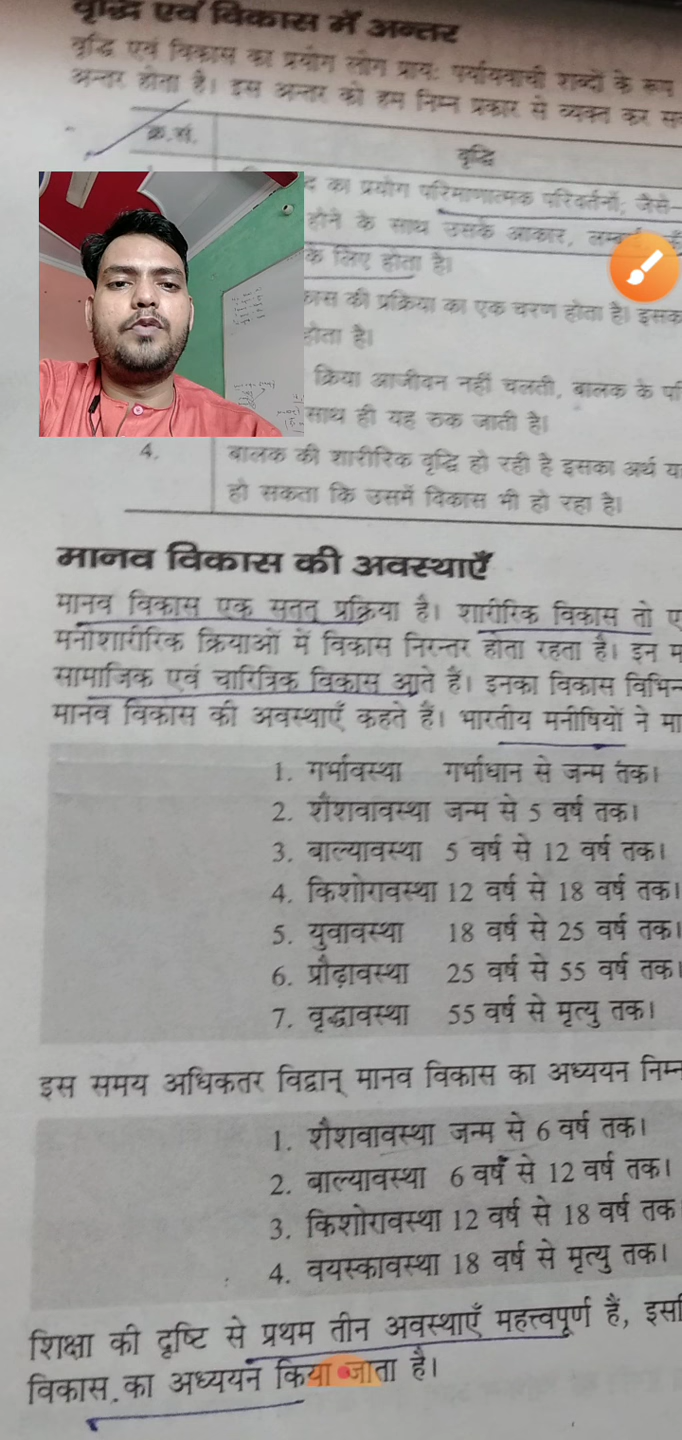 वृद्धि एवं विकास में अन्तर
वृद्धि एवं विकास का प्रयोग लोग प्रायः पर्यायवाची शब्दों के रूप
अन्तर होता है। इस अन्तर को हम निम्न प्रकार से व्यक्त कर
क्र.सं.
वृद्धि
का प्रयोग परिमाणात्मक परिवर्तनों; जैसे–
होने के साथ उसके आकार,
के लिए होता है।
की प्रक्रिया का एक चरण होता है। इसक
होता है।
क्रिया आजीवन नहीं चलती, बालक के
साथ ही यह रुक जाती है।
4. बालक की शारीरिक वृद्धि हो रही है इसका अर्थ
हो सकता कि उसमें विकास भी हो रहा है।
मानव विकास की अवस्थाएँ
मानव विकास एक सतत् प्रक्रिया है। शारीरिक विकास तो
मनोशारीरिक क्रियाओं में विकास निरन्तर होता रहता है। इन
सामाजिक एवं चारित्रिक विकास आते हैं। इनका विकास
मानव विकास की अवस्थाएँ कहते हैं। भारतीय मनीषियों ने
1. गर्भावस्था गर्भाधान से जन्म तक।
2. शैशवावस्था जन्म से 5 वर्ष तक।
3. बाल्यावस्था 5 वर्ष से 12 वर्ष तक।
4. किशोरावस्था 12 वर्ष से 18 वर्ष तक।
5. युवावस्था 18 वर्ष से 25 वर्ष तक।
6. प्रौढ़ावस्था 25 वर्ष से 55 वर्ष तक।
7. वृद्धावस्था 55 वर्ष से मृत्यु तक।
इस समय अधिकतर विद्वान् मानव विकास का अध्ययन निम्न
1. शैशवावस्था जन्म से 6 वर्ष तक।
2. बाल्यावस्था 6 वर्ष से 12 वर्ष तक।
3. किशोरावस्था 12 वर्ष से 18 वर्ष तक
4. वयस्कावस्था 18 वर्ष से मृत्यु तक।
शिक्षा की दृष्टि से प्रथम तीन अवस्थाएँ महत्त्वपूर्ण हैं,
विकास का अध्ययन किया जाता है।